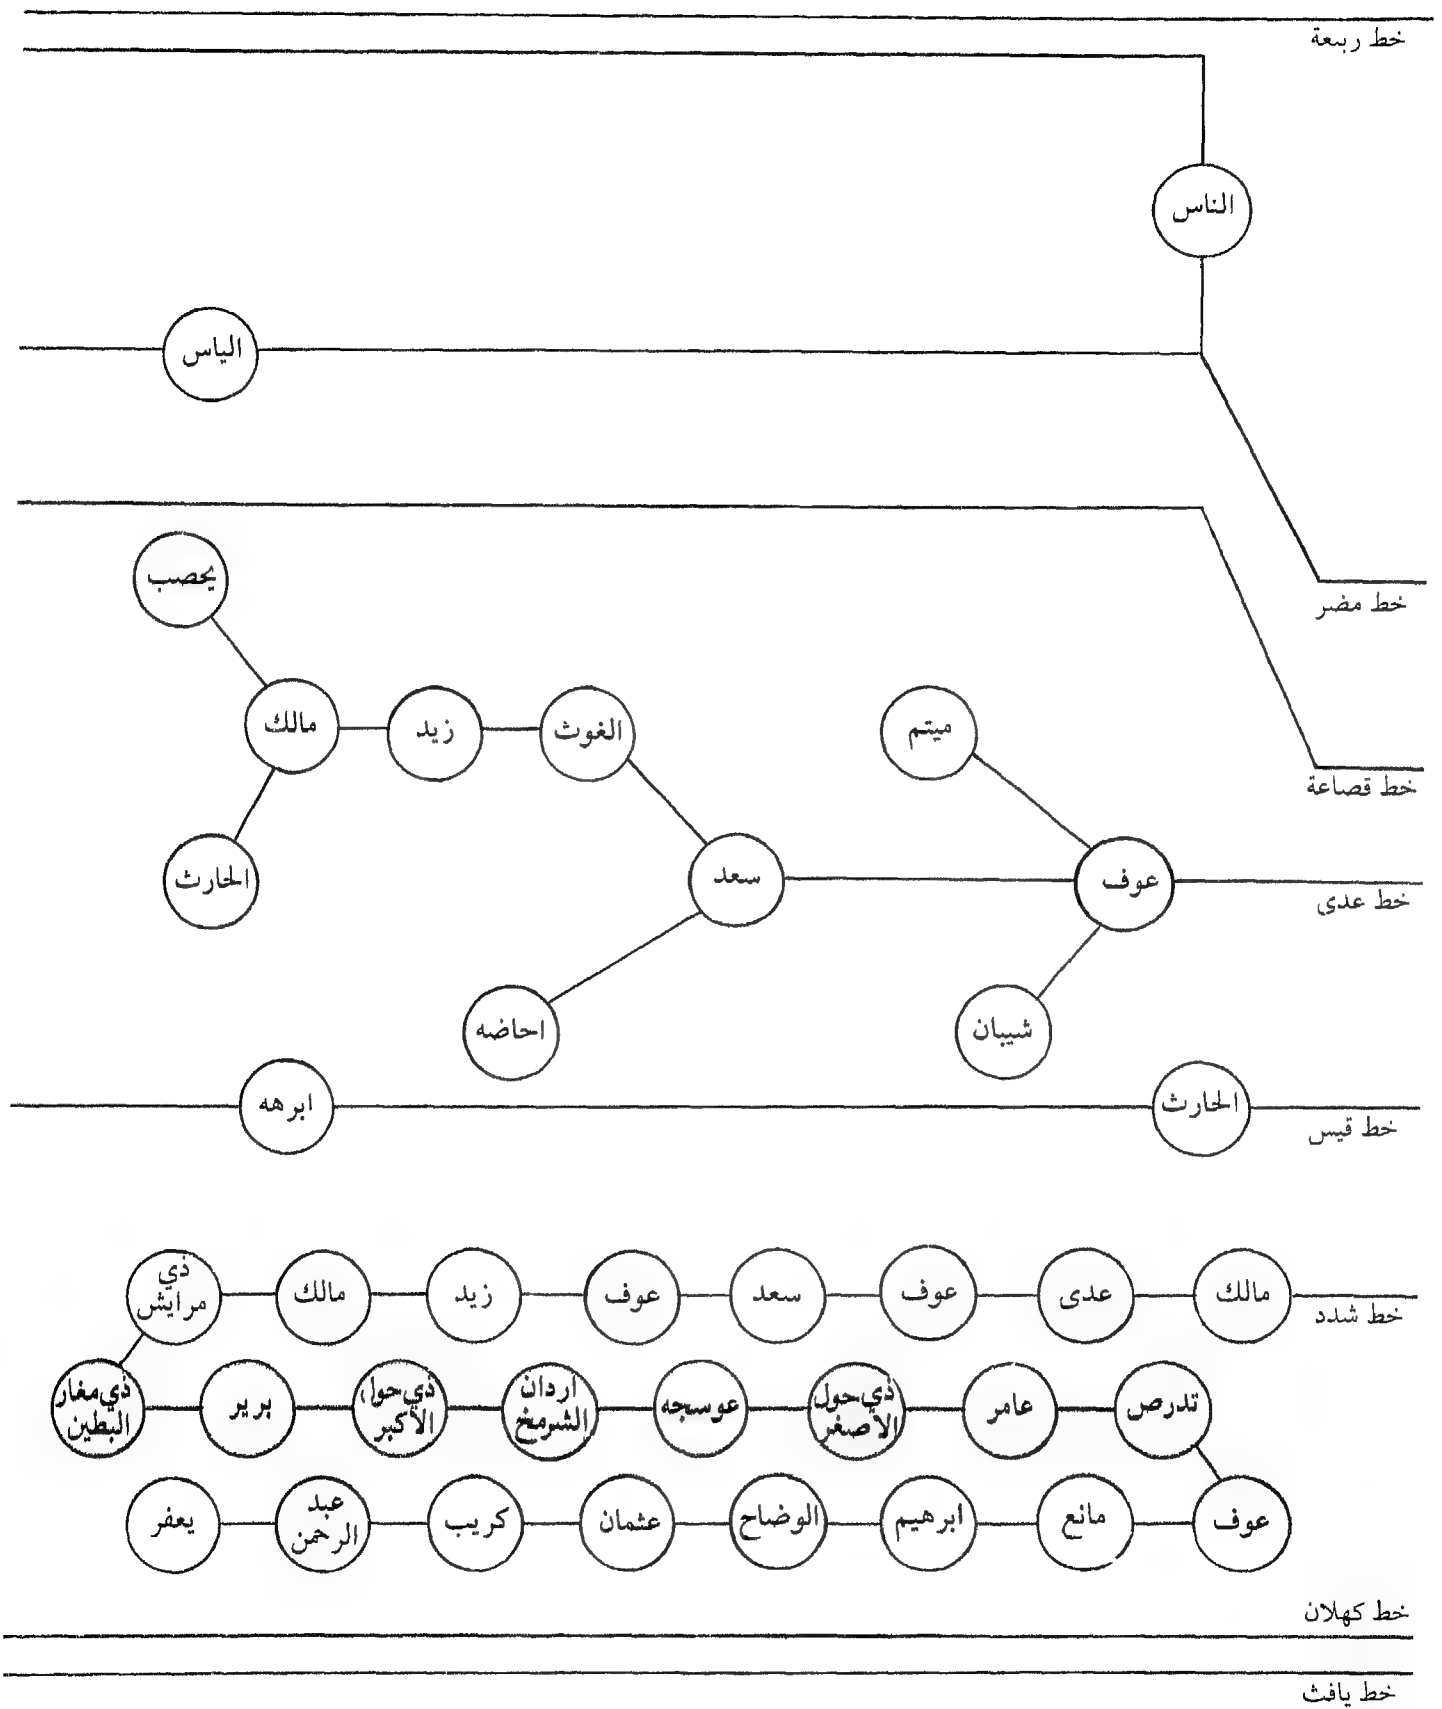 خط ربيعة
الناس
الياس
خط مضر
يحصب
مالك
زيد
الغوث
ميتم
خط قصاعة
الحارث
سعد
عوف
خط عدى
احاضه
شيبان
ابرهه
الحارث
خط قيس
مالك
عدى
عوف
سعد
عوف
زيد
مالك
ذي
مرايش
خط شدد
تدرص
عامر
ذي حول
الأصغر
عوسجه
اردان
الشرمخ
ذي حول
الأكبر
برير
ذي مغار
البطين
عوف
مانع
ابرهيم
الوضاح
عثمان
كريب
عبد
الرحمن
يعفر
خط كهلان
خط يافث